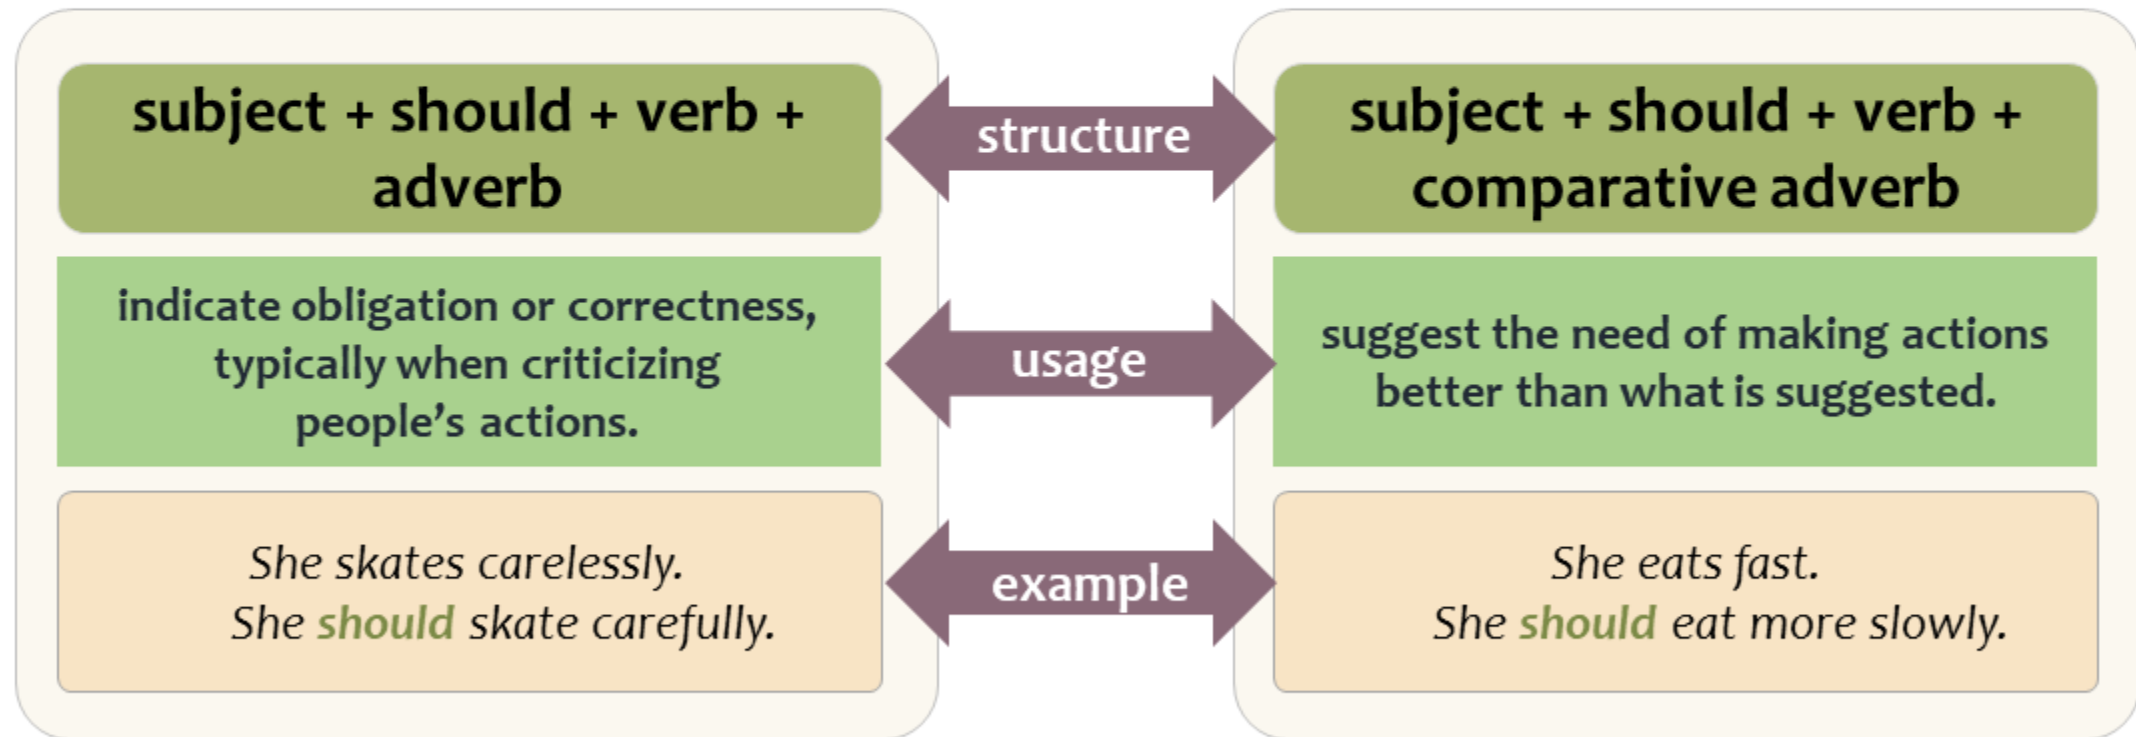 subject + should + verb +
adverb
structure
subject + should + verb +
comparative adverb
indicate obligation or correctness,
typically when criticizing
people’s actions.
usage
suggest the need of making actions
better than what is suggested.
She skates carelessly.
She should skate carefully.
example
She eats fast.
She should eat more slowly.